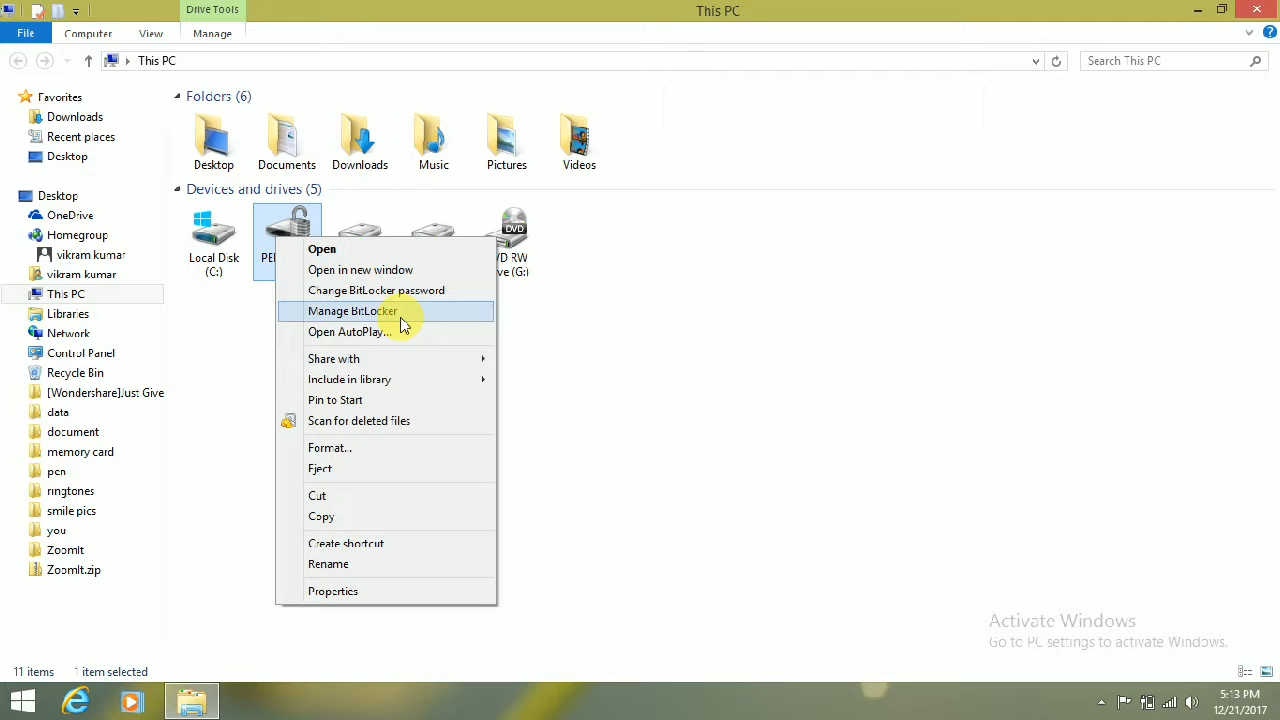 Drive Tools
This PC
File
Computer
View
Manage
This PC
Search This PC
Favorites
Downloads
Recent places
Desktop
Desktop
OneDrive
Homegroup
vikram kumar
vikram kumar
This PC
Libraries
Network
Control Panel
Recycle Bin
[Wondershare]Just Give
data
document
memory card
pen
ringtones
smile pics
you
ZoomIt
ZoomIt.zip
Folders (6)
Desktop
Documents
Downloads
Music
Pictures
Videos
Devices and drives (5)
Local Disk
(C:)
DVD
(G:)
Open
Open in new window
Change BitLocker password
Manage BitLocker
Open AutoPlay...
Share with
Include in library
Pin to Start
Scan for deleted files
Format...
Eject
Cut
Copy
Create shortcut
Rename
Properties
Activate Windows
Go to PC settings to activate Windows.
11 items
1 item selected
5:13 PM
12/21/2017